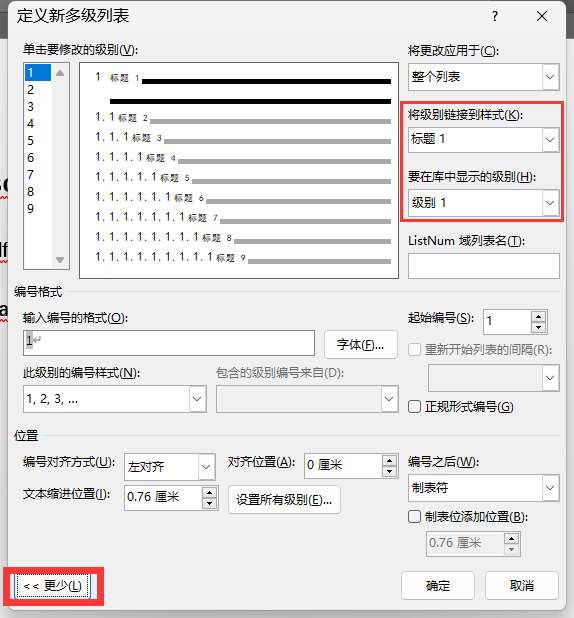 定义新多级列表
?
单击要修改的级别(V):
将更改应用于(C):
1
2
3
4
5
6
7
8
9
1 标题 1
1.1 标题 2
1.1.1 标题 3
1.1.1.1 标题 4
1.1.1.1.1 标题 5
1.1.1.1.1.1 标题 6
1.1.1.1.1.1.1 标题 7
1.1.1.1.1.1.1.1 标题 8
1.1.1.1.1.1.1.1.1 标题 9
整个列表
将级别链接到样式(K):
标题 1
要在库中显示的级别(H):
级别 1
ListNum 域列表名(T):
编号格式
输入编号的格式(O):
1
字体(F)...
起始编号(S):
1
重新开始列表的间隔(R):
此级别的编号样式(N):
包含的级别编号来自(D):
1, 2, 3, ...
正规形式编号(G)
位置
编号对齐方式(U):
左对齐
对齐位置(A):
0 厘米
编号之后(W):
制表符
文本缩进位置(I):
0.76 厘米
设置所有级别(E)...
制表位添加位置(B):
0.76 厘米
<< 更少(L)
确定
取消